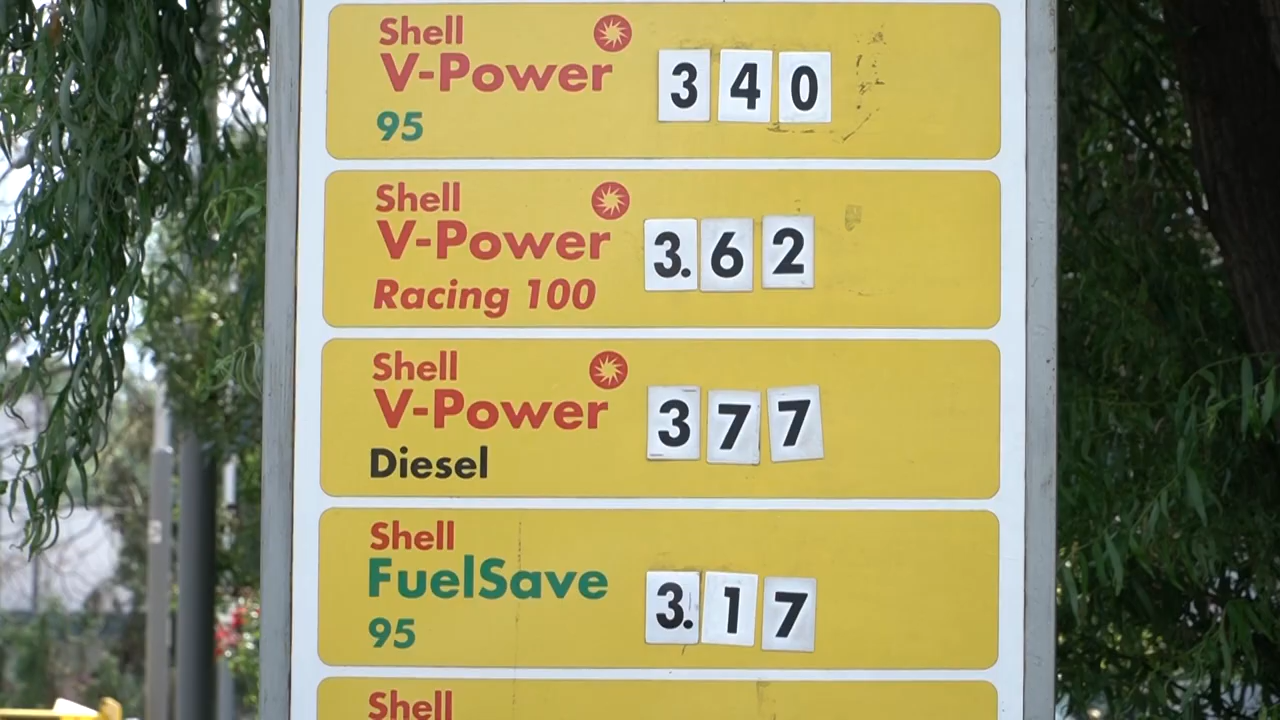 Shell
V-Power
95
340
Shell
V-Power
Racing 100
3.62
Shell
V-Power
Diesel
377
Shell
FuelSave
95
3.17
Shell